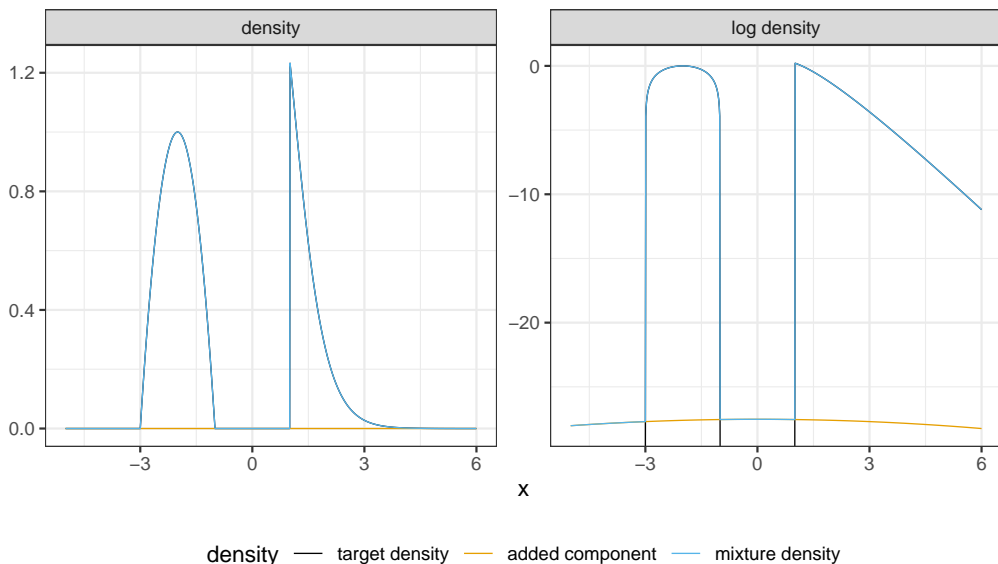 density
log density
1.2
0.8
0.4
0.0
0
−10
−20
−3 0 3 6
−3 0 3 6
x
density target density added component mixture density